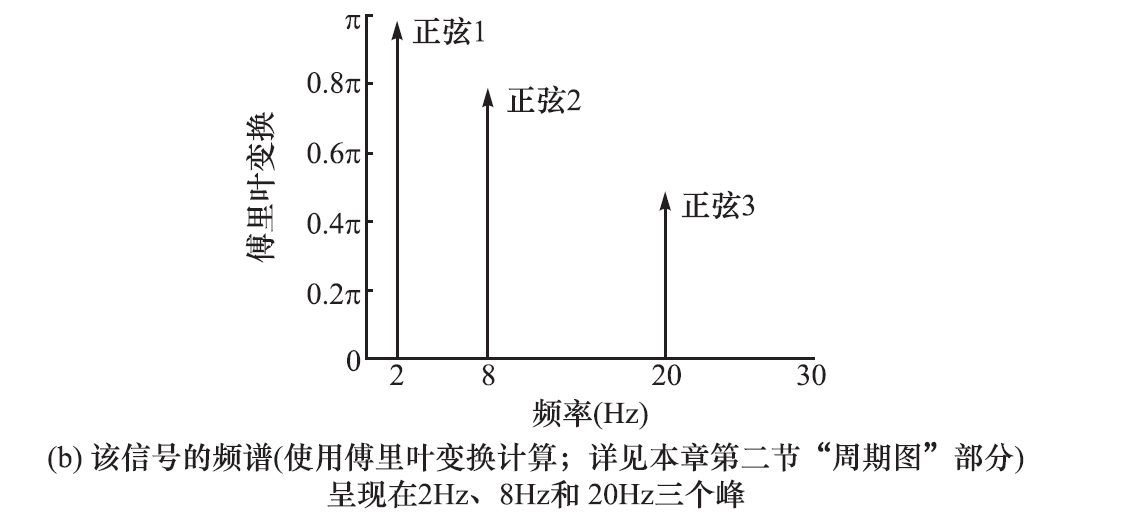 π
正弦1
0.8π
正弦2
0.6π
正弦3
0.4π
0.2π
0
2
8
20
30
傅里叶变换
频率(Hz)
(b) 该信号的频谱(使用傅里叶变换计算；详见本章第二节“周期图”部分)
呈现在2Hz、8Hz和 20Hz三个峰